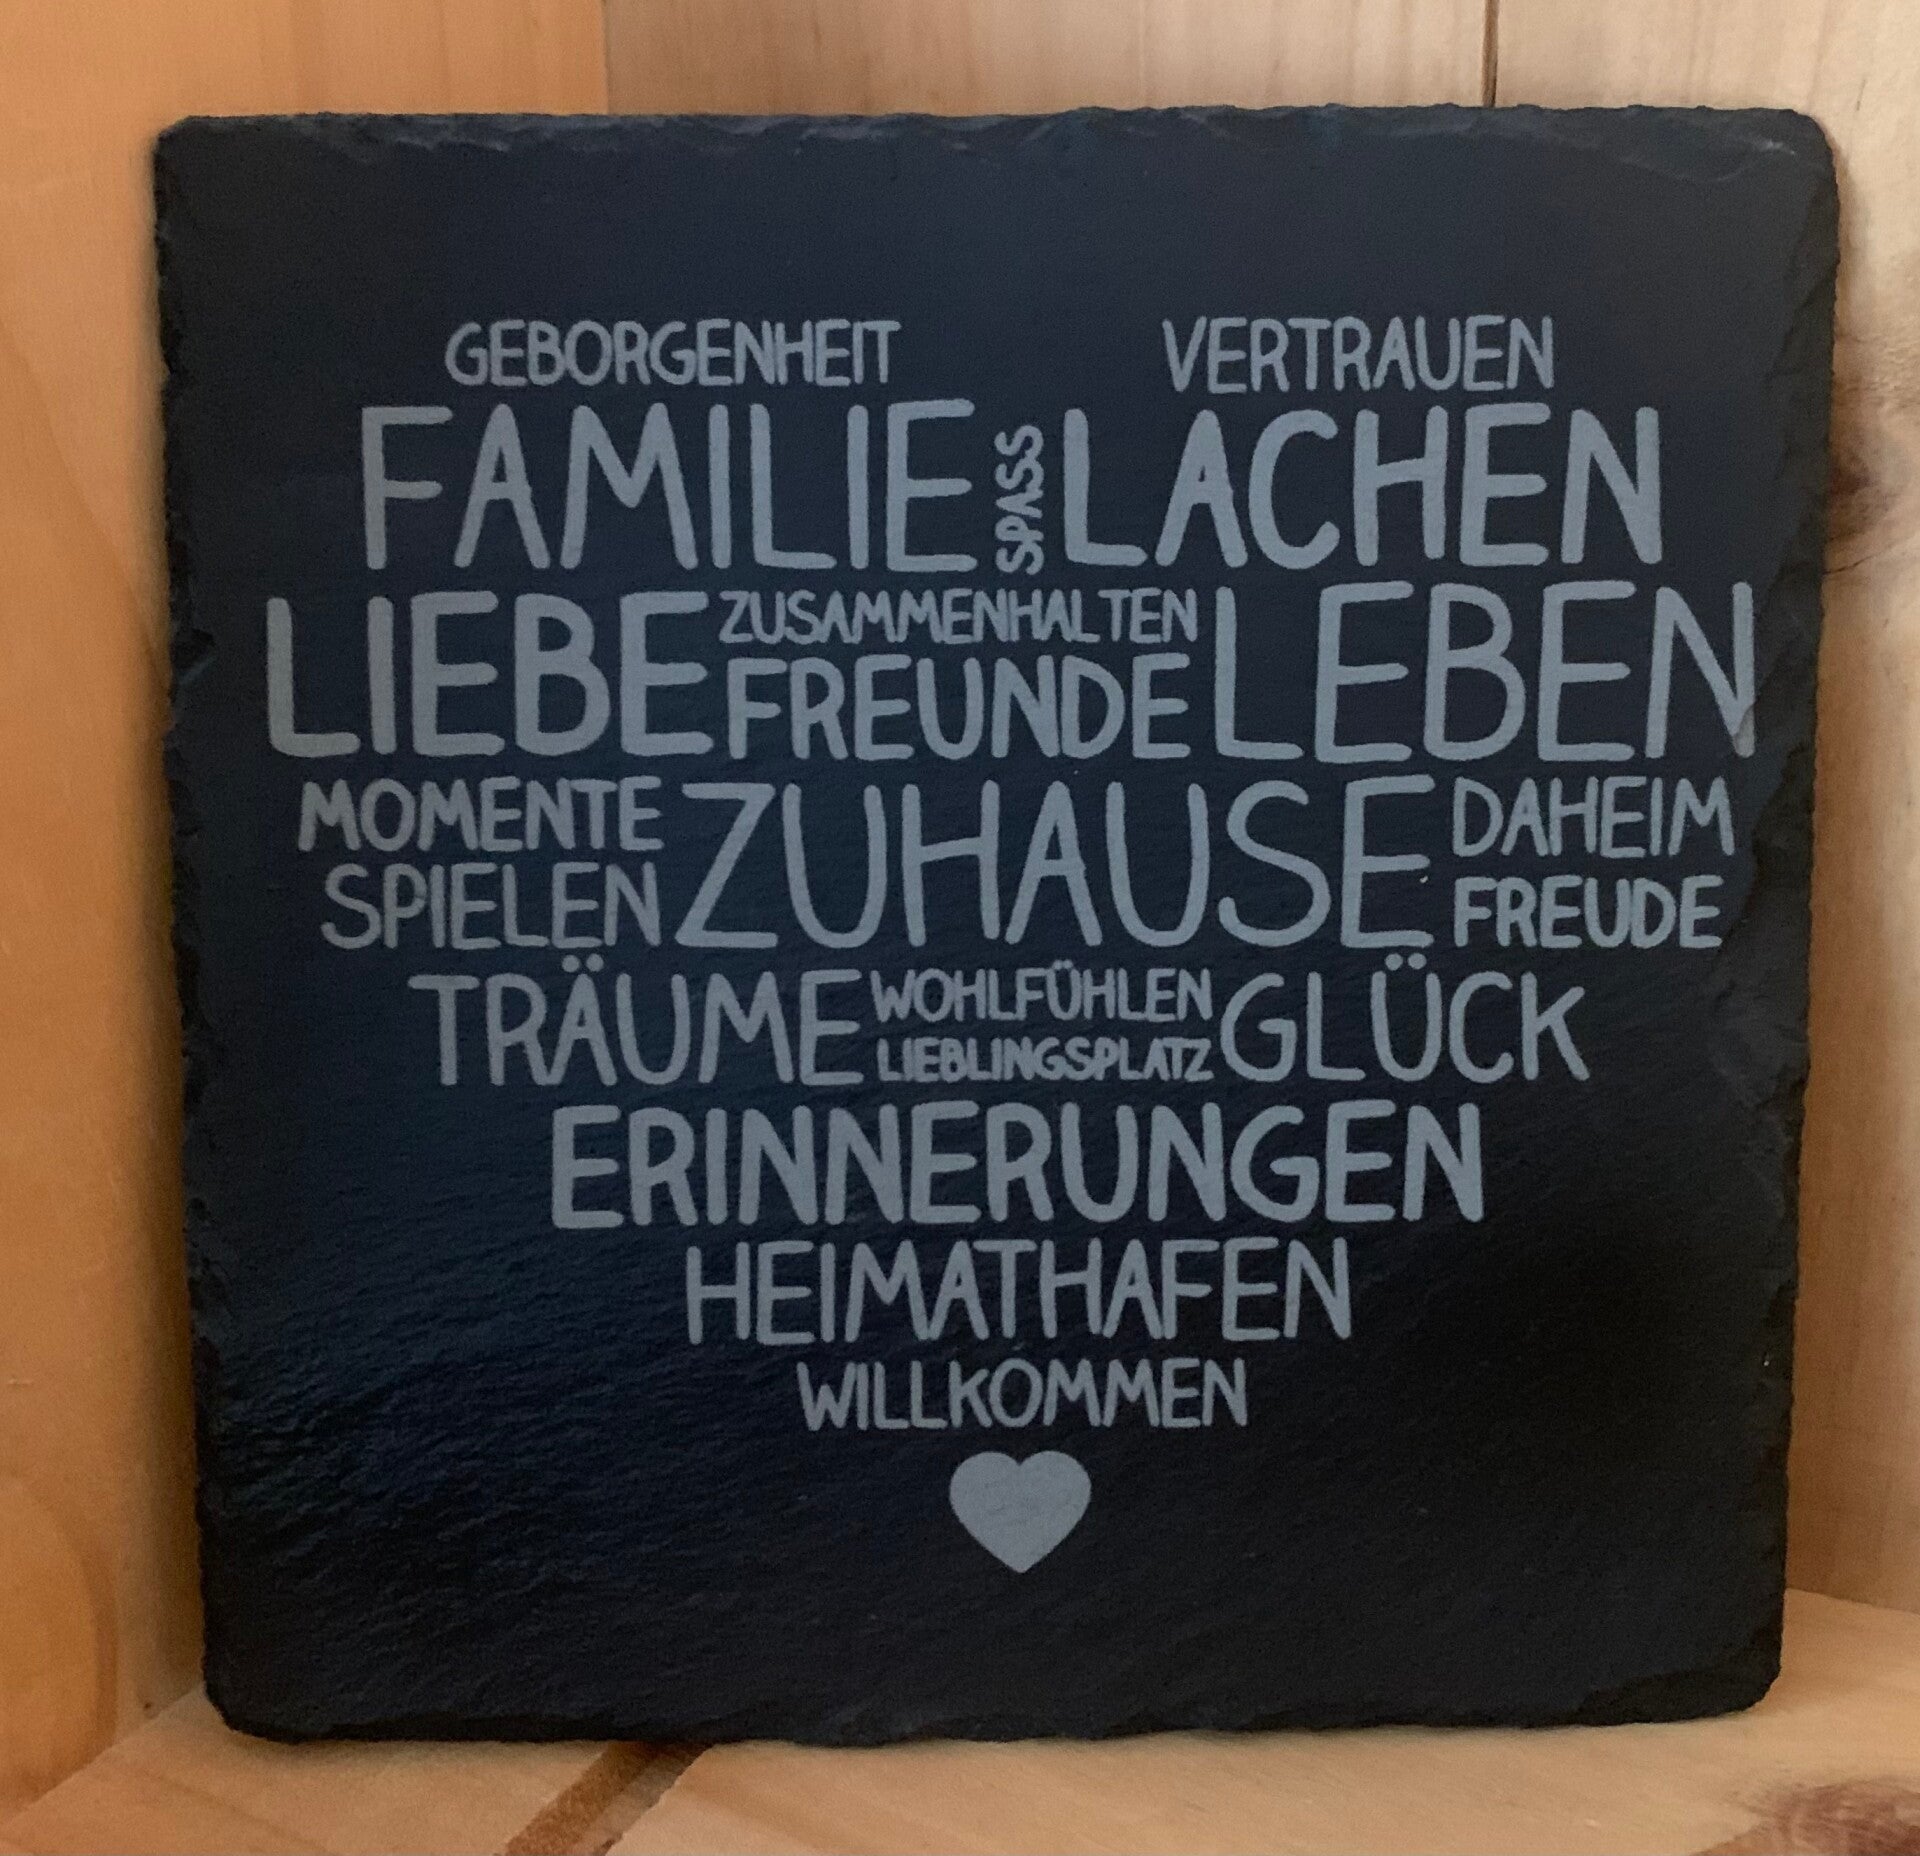 GEBORGENHEIT VERTRAUEN
FAMILIE SPASS LACHEN
LIEBE ZUSAMMENHALTEN FREUNDE LEBEN
MOMENTE SPIELEN ZUHAUSE DAHEIM FREUDE
TRÄUME WOHLFÜHLEN LIEBLINGSPLATZ GLÜCK
ERINNERUNGEN
HEIMATHAFEN
WILLKOMMEN